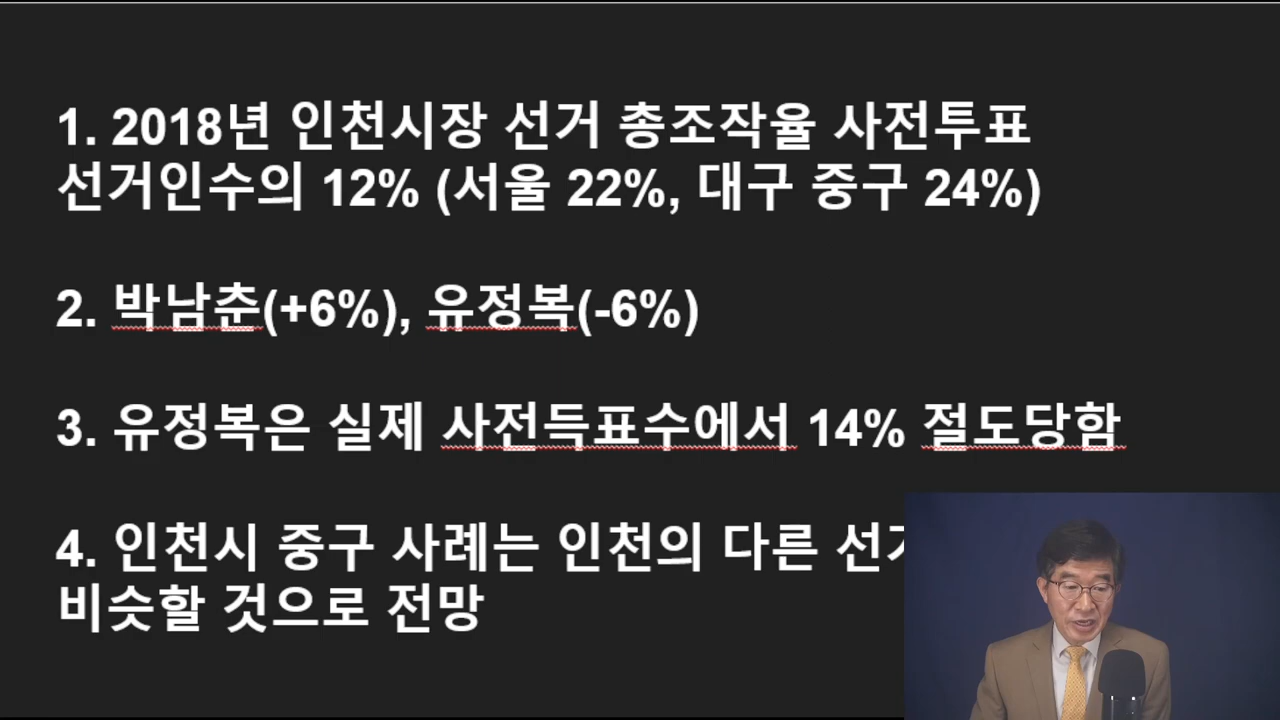 1. 2018년 인천시장 선거 총조작율 사전투표
선거인수의 12% (서울 22%, 대구 중구 24%)
2. 박남춘(+6%), 유정복(-6%)
3. 유정복은 실제 사전득표수에서 14% 절도당함
4. 인천시 중구 사례는 인천의 다른
비슷할 것으로 전망